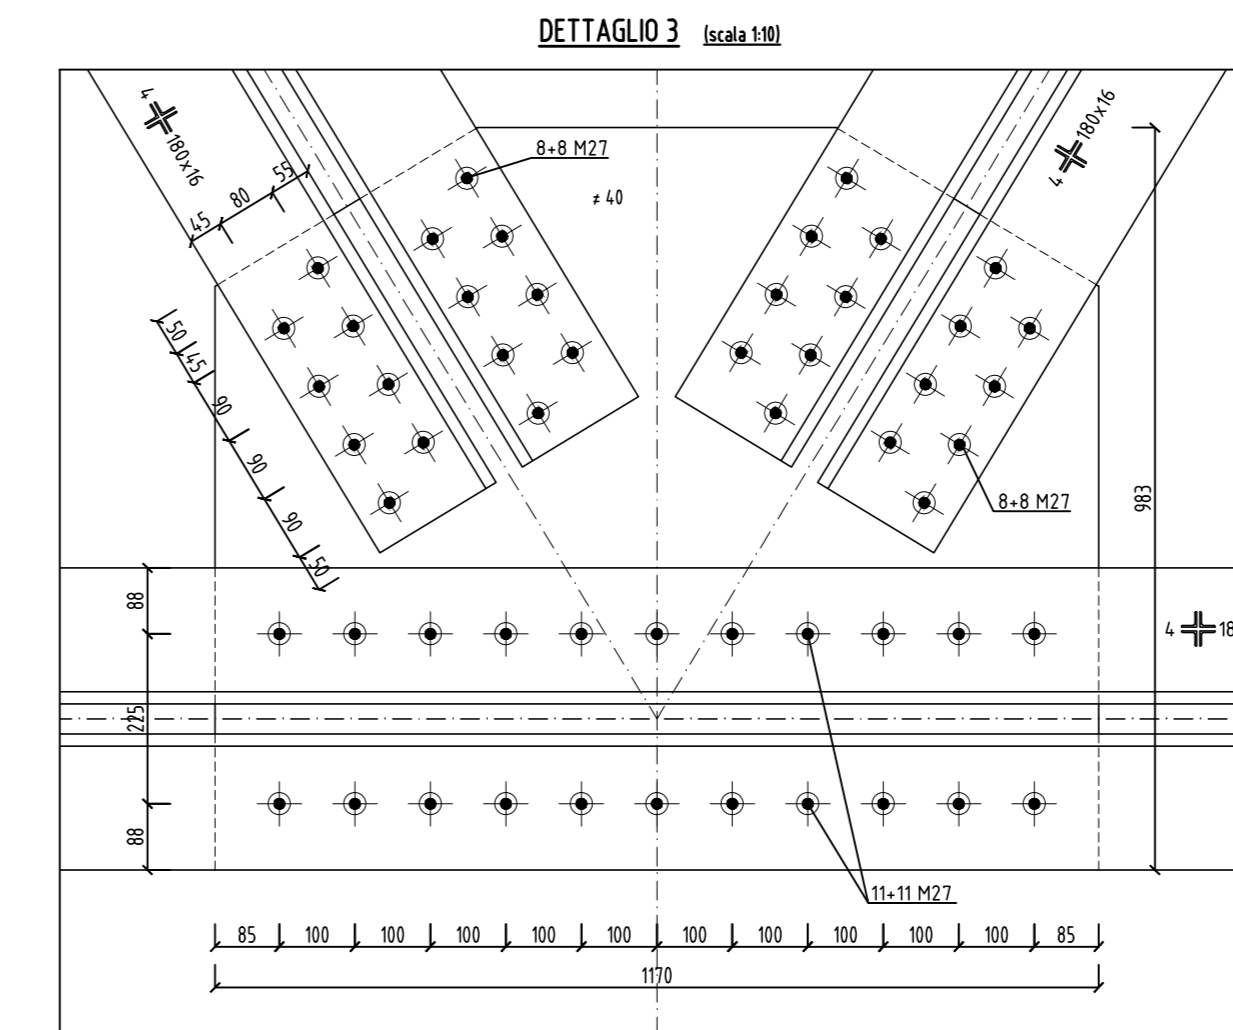 DETTAGLIO 3 (scala 1:10)
4 180x16
8+8 M27
≠ 40
4 180x16
45 80 55
50 45 90 90 90 50
8+8 M27
983
88
225
88
4 18
11+11 M27
85 100 100 100 100 100 100 100 100 100 100 85
1170